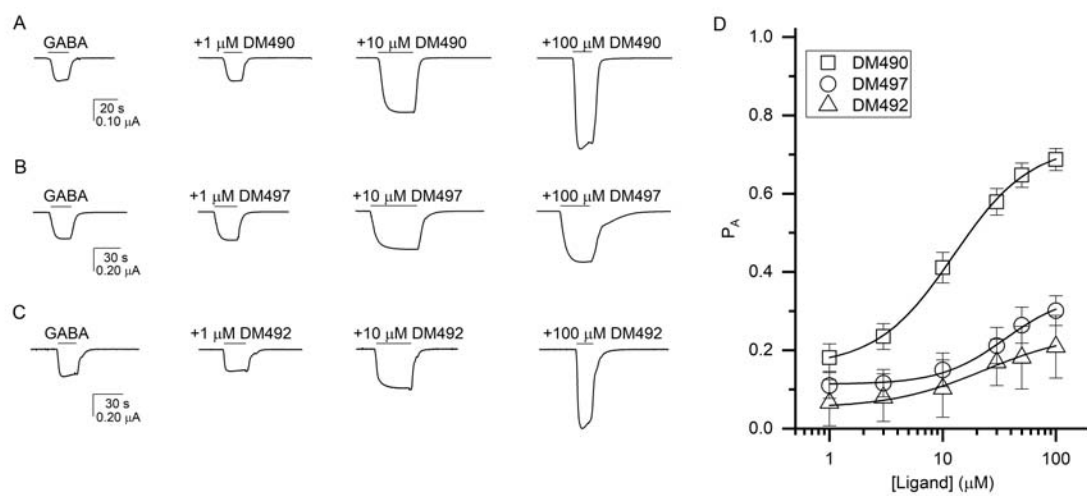 A
GABA
+1 μM DM490
+10 μM DM490
+100 μM DM490
20 s
0.10 μA
B
GABA
+1 μM DM497
+10 μM DM497
+100 μM DM497
30 s
0.20 μA
C
GABA
+1 μM DM492
+10 μM DM492
+100 μM DM492
30 s
0.20 μA
D
1.0
0.8
0.6
0.4
0.2
0.0
P_A
DM490
DM497
DM492
1
10
100
[Ligand] (μM)